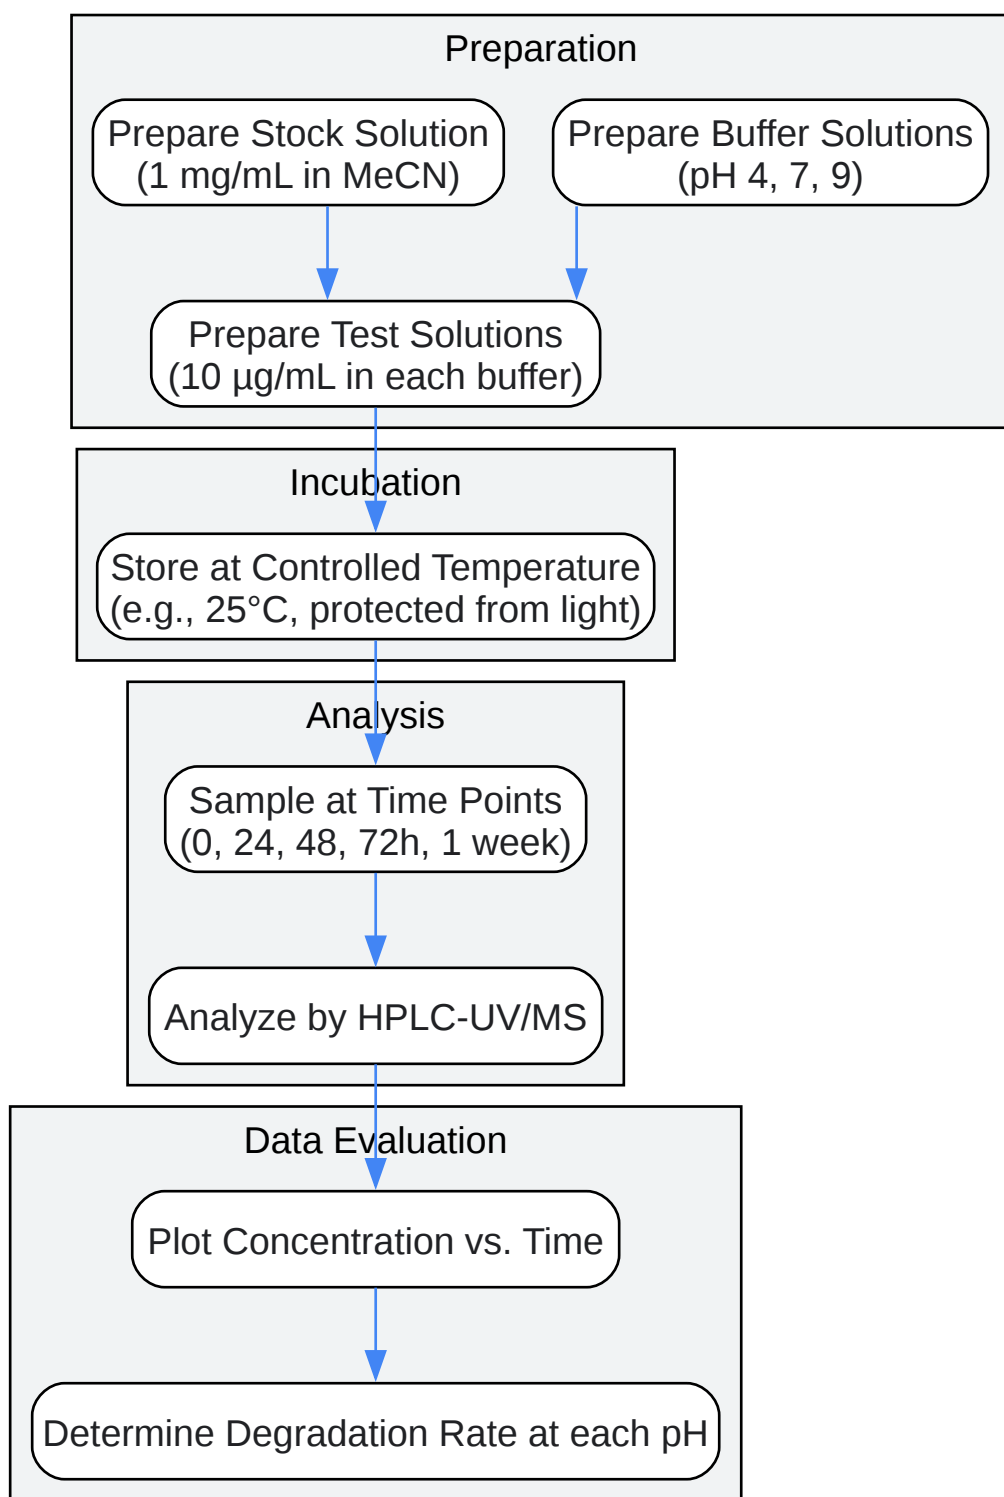 Preparation
Prepare Stock Solution
(1 mg/mL in MeCN)
Prepare Buffer Solutions
(pH 4, 7, 9)
Prepare Test Solutions
(10 µg/mL in each buffer)
Incubation
Store at Controlled Temperature
(e.g., 25°C, protected from light)
Analysis
Sample at Time Points
(0, 24, 48, 72h, 1 week)
Analyze by HPLC-UV/MS
Data Evaluation
Plot Concentration vs. Time
Determine Degradation Rate at each pH